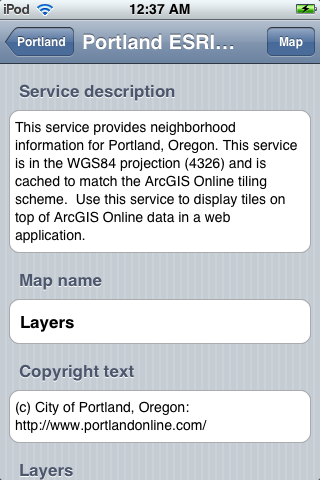 iPod 12:37 AM
Portland Portland ESRI... Map
Service description
This service provides neighborhood
information for Portland, Oregon. This service
is in the WGS84 projection (4326) and is
cached to match the ArcGIS Online tiling
scheme.  Use this service to display tiles on
top of ArcGIS Online data in a web
application.
Map name
Layers
Copyright text
(c) City of Portland, Oregon:
http://www.portlandonline.com/
Layers